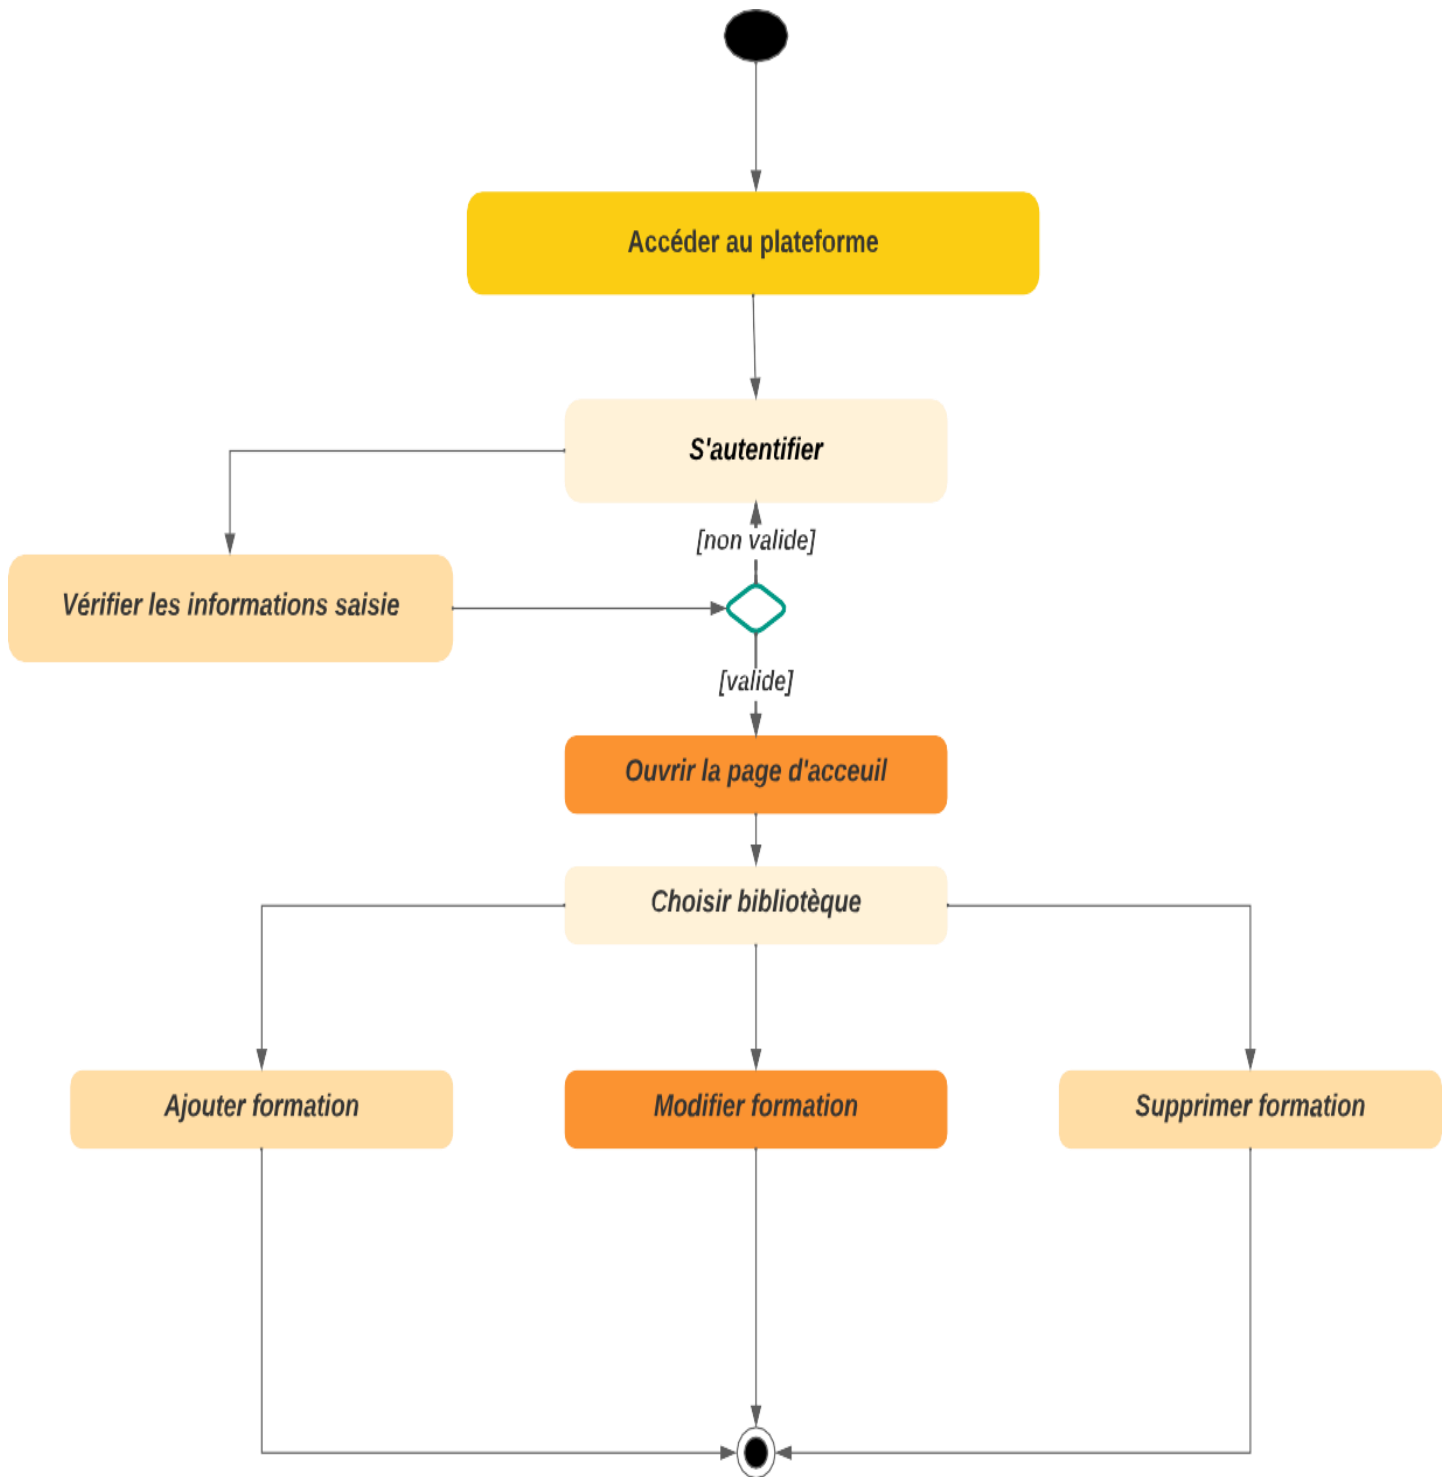 Accéder au plateforme
S'autentifier
[non valide]
Vérifier les informations saisie
[valide]
Ouvrir la page d'acceuil
Choisir bibliotèque
Ajouter formation
Modifier formation
Supprimer formation